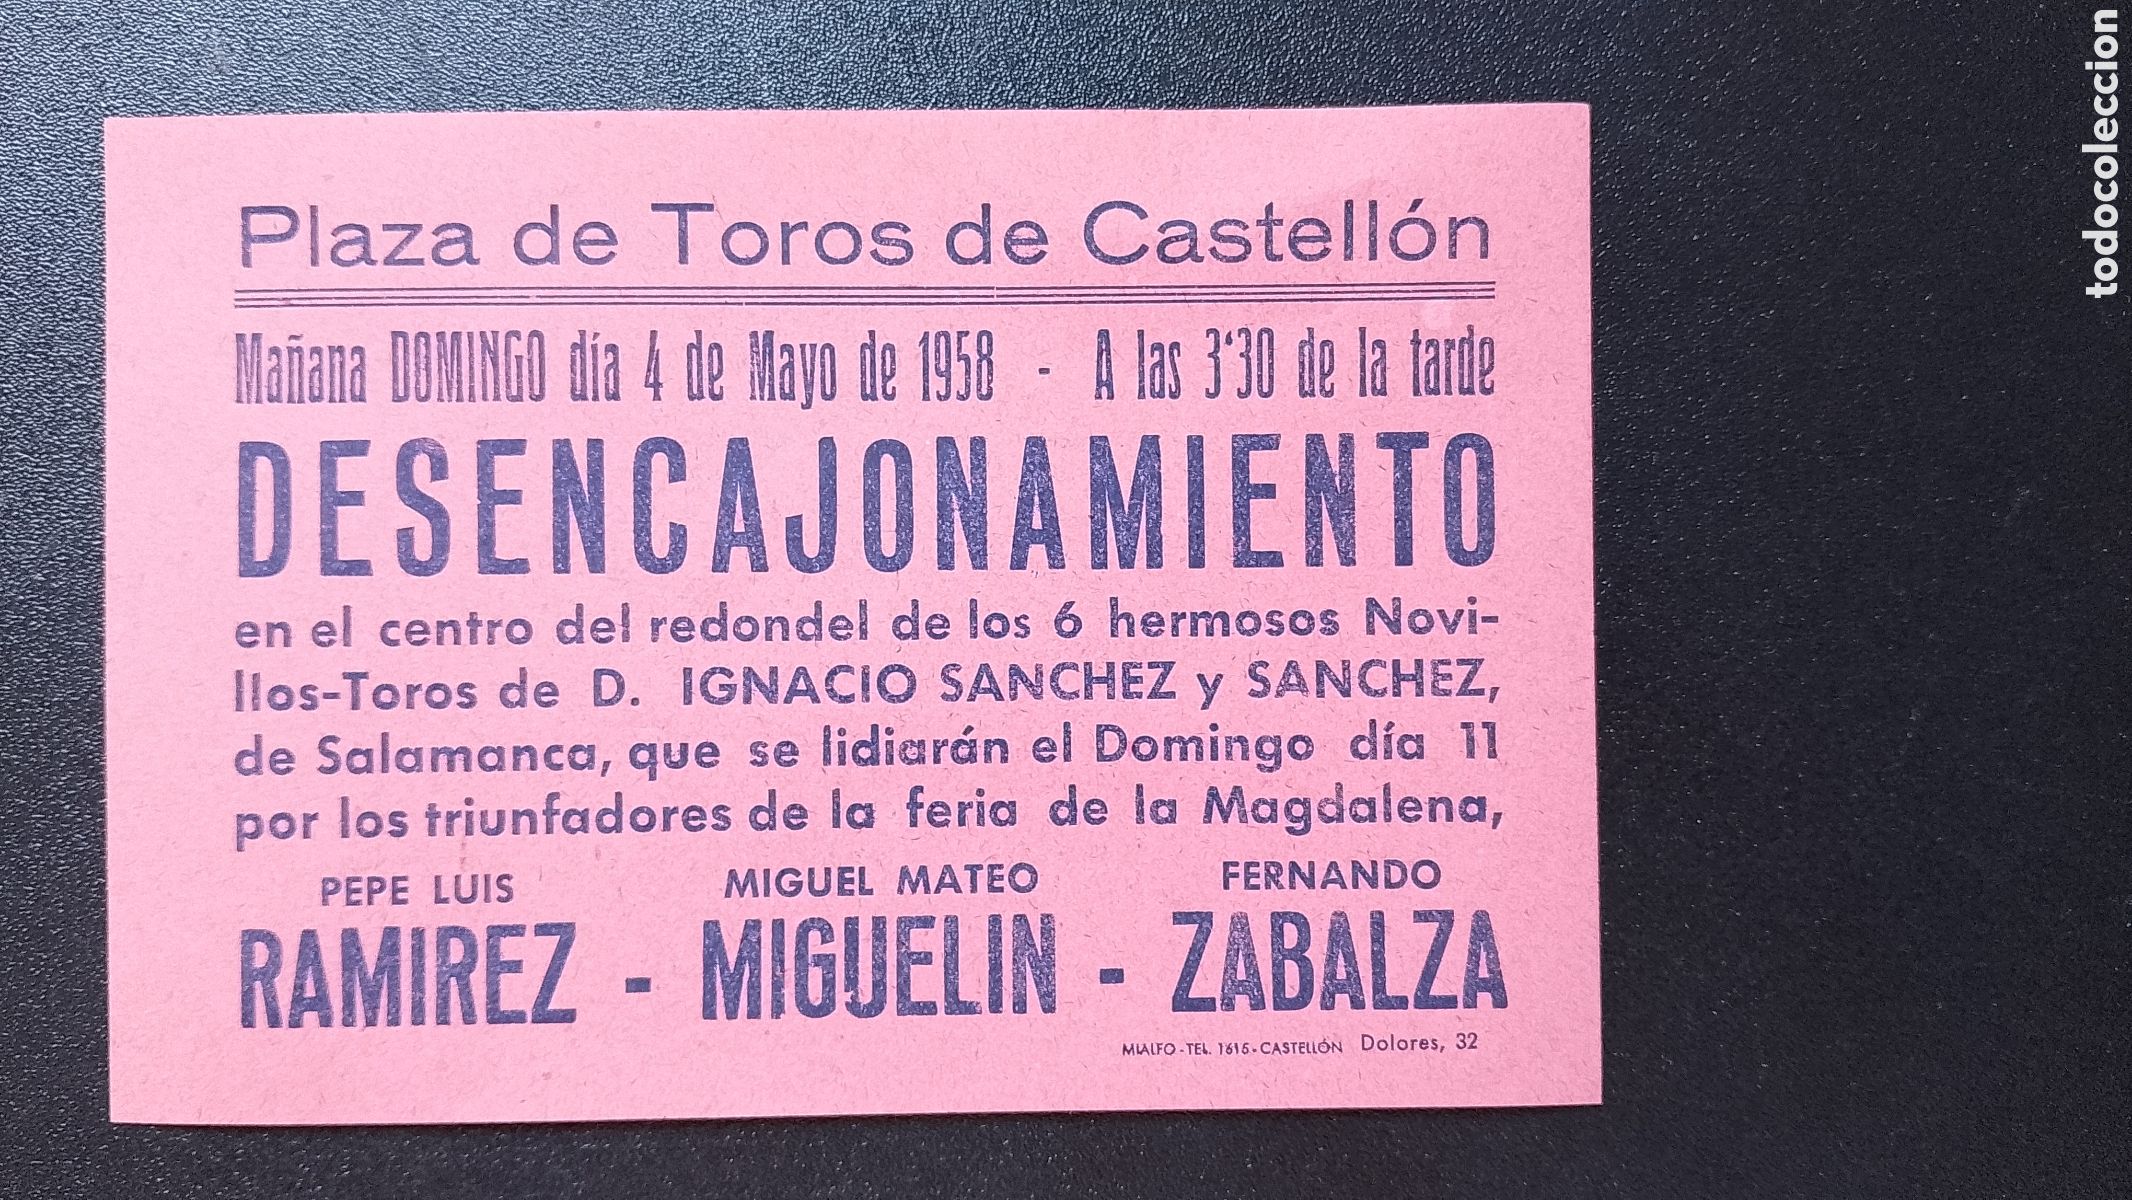 Plaza de Toros de Castellón
Mañana DOMINGO día 4 de Mayo de 1958 - A las 3'30 de la tarde
DESENCAJONAMIENTO
en el centro del redondel de los 6 hermosos Novi-
llos-Toros de D. IGNACIO SANCHEZ y SANCHEZ,
de Salamanca, que se lidiarán el Domingo día 11
por los triunfadores de la feria de la Magdalena,
PEPE LUIS MIGUEL MATEO FERNANDO
RAMIREZ - MIGUELIN - ZABALZA
MIALFO - TEL. 1615 - CASTELLÓN Dolores, 32
todocoleccion